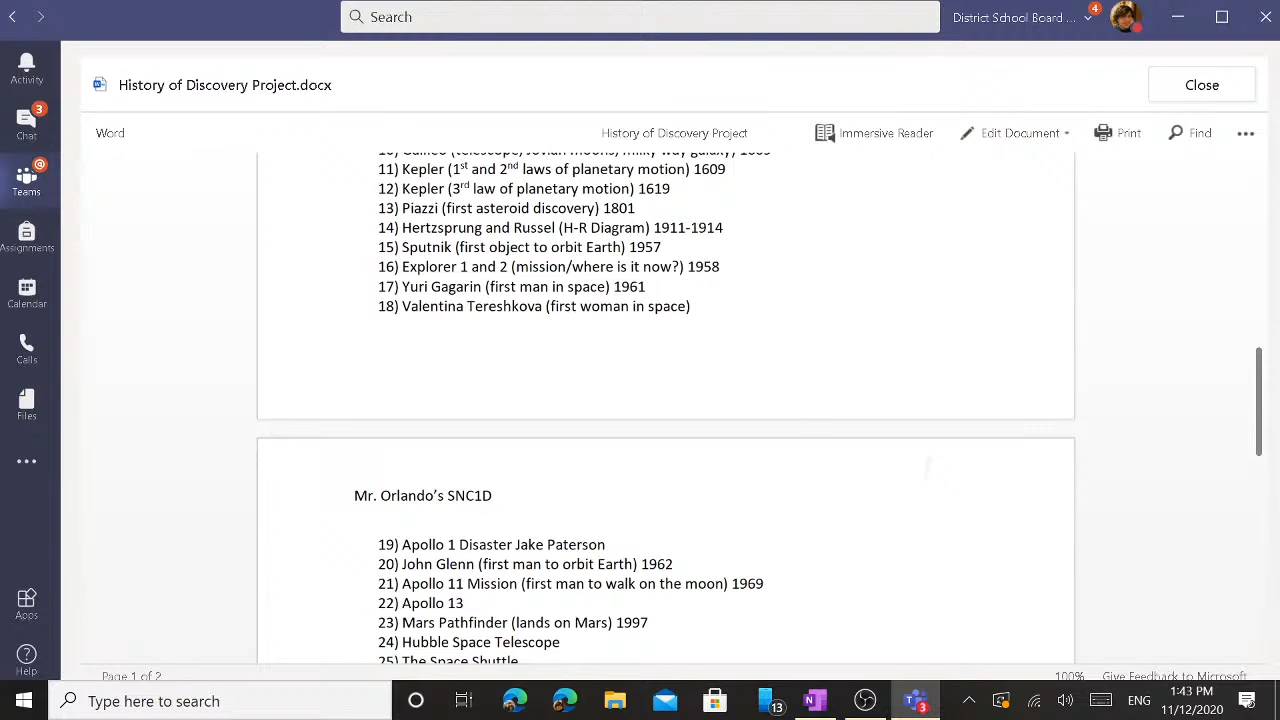 Search
District School Board ...
4
Activity
History of Discovery Project.docx
Close
3
Chat
Word
History of Discovery Project
Immersive Reader
Edit Document
Print
Find
@
Teams
11) Kepler (1st and 2nd laws of planetary motion) 1609
12) Kepler (3rd law of planetary motion) 1619
13) Piazzi (first asteroid discovery) 1801
14) Hertzsprung and Russel (H-R Diagram) 1911-1914
15) Sputnik (first object to orbit Earth) 1957
16) Explorer 1 and 2 (mission/where is it now?) 1958
17) Yuri Gagarin (first man in space) 1961
18) Valentina Tereshkova (first woman in space)
Assignments
Calendar
Calls
Files
Mr. Orlando’s SNC1D
19) Apollo 1 Disaster Jake Paterson
20) John Glenn (first man to orbit Earth) 1962
21) Apollo 11 Mission (first man to walk on the moon) 1969
22) Apollo 13
23) Mars Pathfinder (lands on Mars) 1997
24) Hubble Space Telescope
25) The Space Shuttle
Apps
Help
Page 1 of 2
100%
Give Feedback to Microsoft
Type here to search
13
3
ENG
1:43 PM
11/12/2020